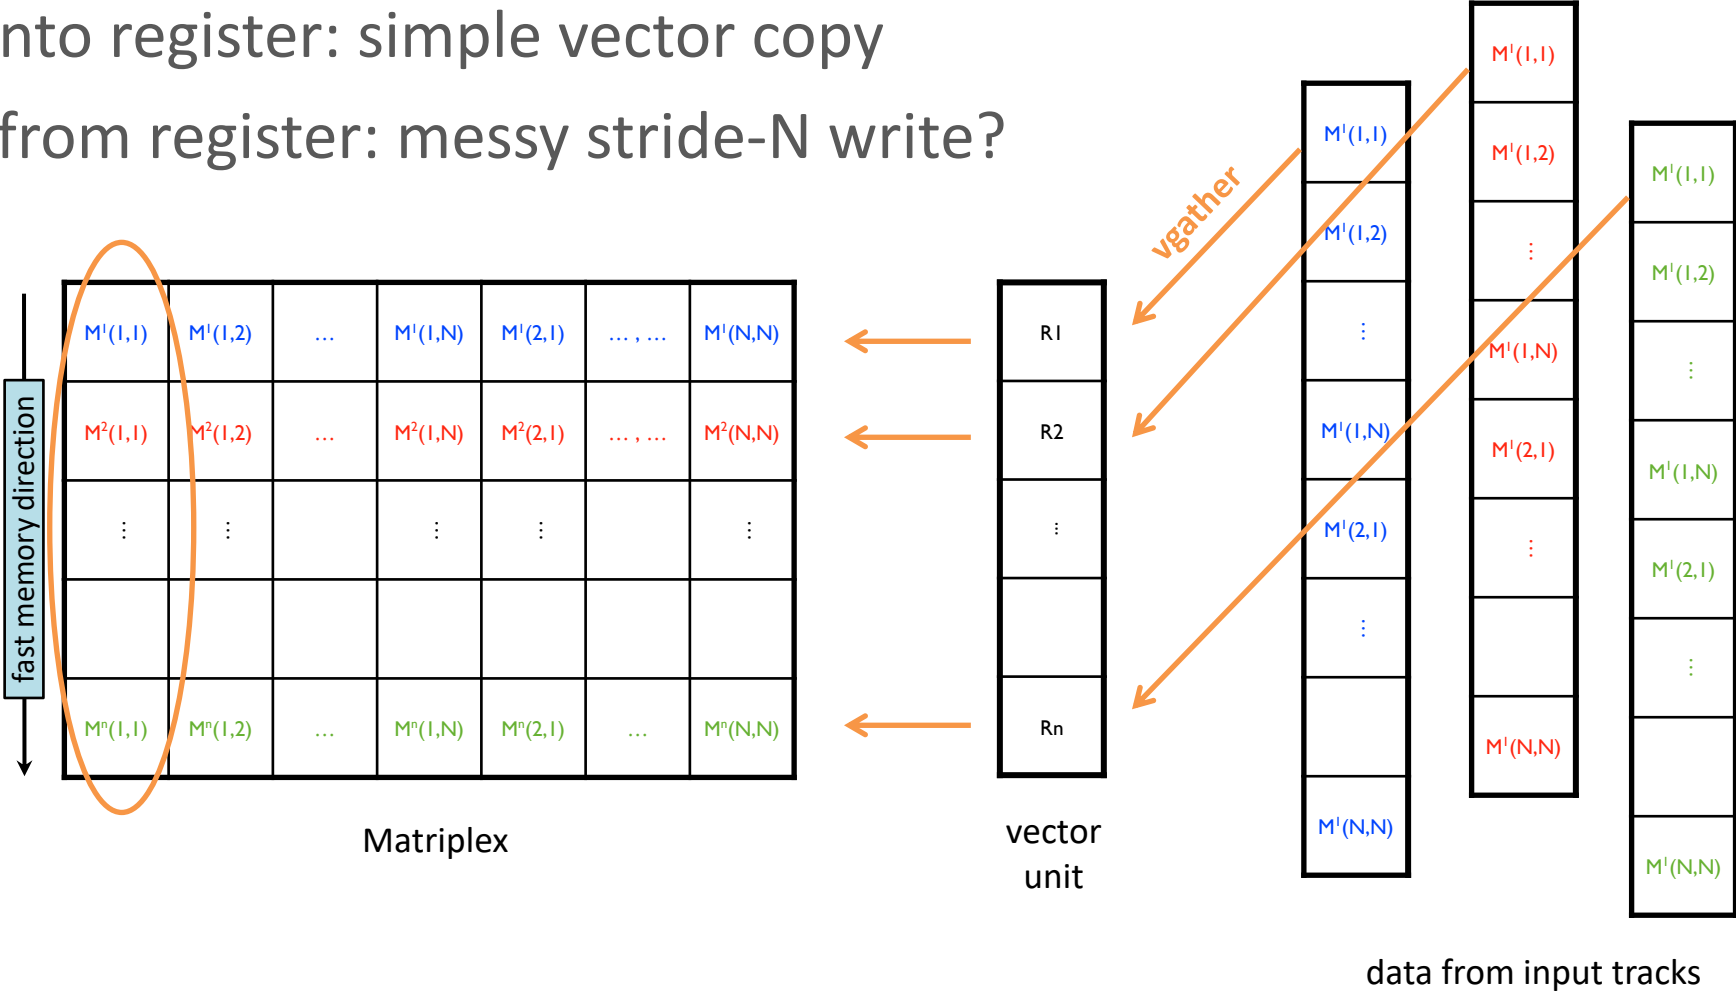 nto register: simple vector copy
from register: messy stride-N write?
fast memory direction
M¹(1,1) M¹(1,2) … M¹(1,N) M¹(2,1) … , … M¹(N,N)
M²(1,1) M²(1,2) … M²(1,N) M²(2,1) … , … M²(N,N)
⋮ ⋮ ⋮ ⋮ ⋮
Mⁿ(1,1) Mⁿ(1,2) … Mⁿ(1,N) Mⁿ(2,1) … Mⁿ(N,N)
Matriplex
R1
R2
⋮
Rn
vector
unit
vgather
M¹(1,1)
M¹(1,2)
⋮
M¹(1,N)
M¹(2,1)
⋮
M¹(N,N)
M¹(1,1)
M¹(1,2)
⋮
M¹(1,N)
M¹(2,1)
⋮
M¹(N,N)
M¹(1,1)
M¹(1,2)
⋮
M¹(1,N)
M¹(2,1)
⋮
M¹(N,N)
data from input tracks